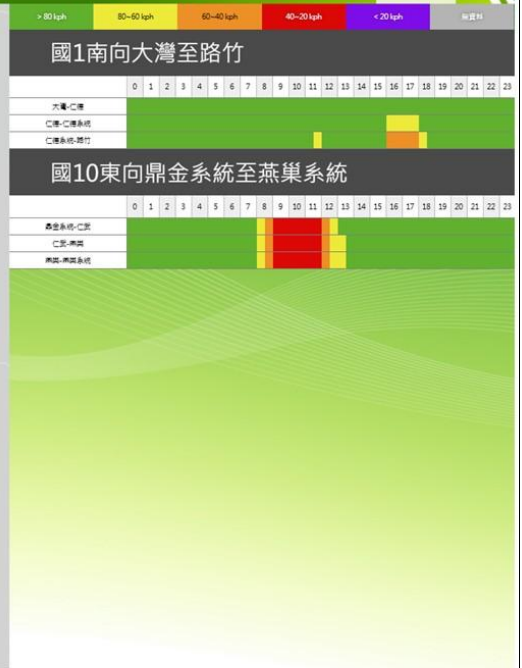 > 80 kph 80~60 kph 60~40 kph 40~20 kph < 20 kph 無資料
國1南向大灣至路竹
0 1 2 3 4 5 6 7 8 9 10 11 12 13 14 15 16 17 18 19 20 21 22 23
大灣-仁德
仁德-仁德系統
仁德系統-路竹
國10東向鼎金系統至燕巢系統
0 1 2 3 4 5 6 7 8 9 10 11 12 13 14 15 16 17 18 19 20 21 22 23
鼎金系統-仁武
仁武-燕巢
燕巢-燕巢系統